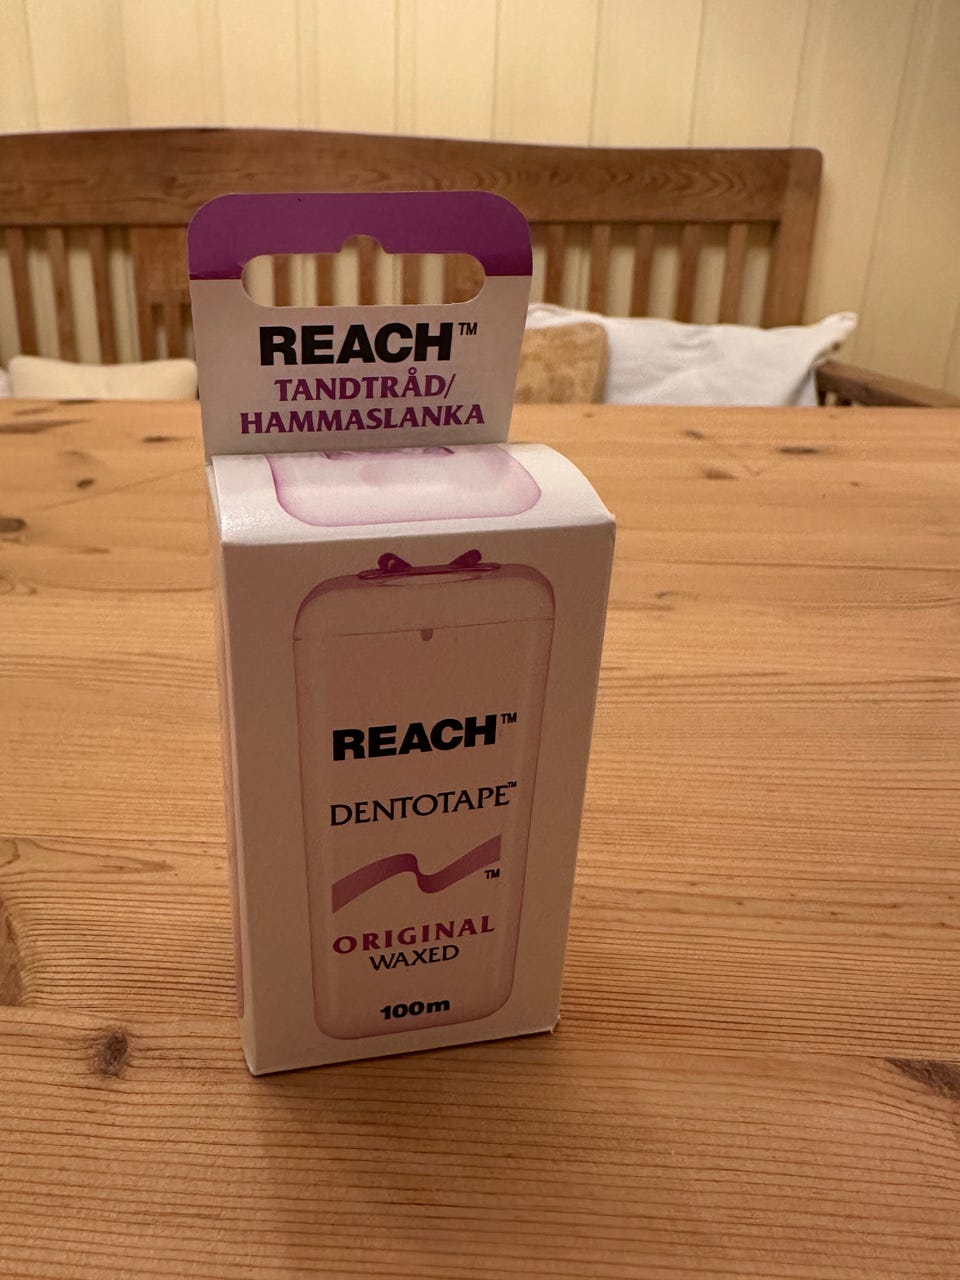 REACH™
TANDTRÅD/
HAMMASLANKA
REACH™
DENTOTAPE™
™
ORIGINAL
WAXED
100m